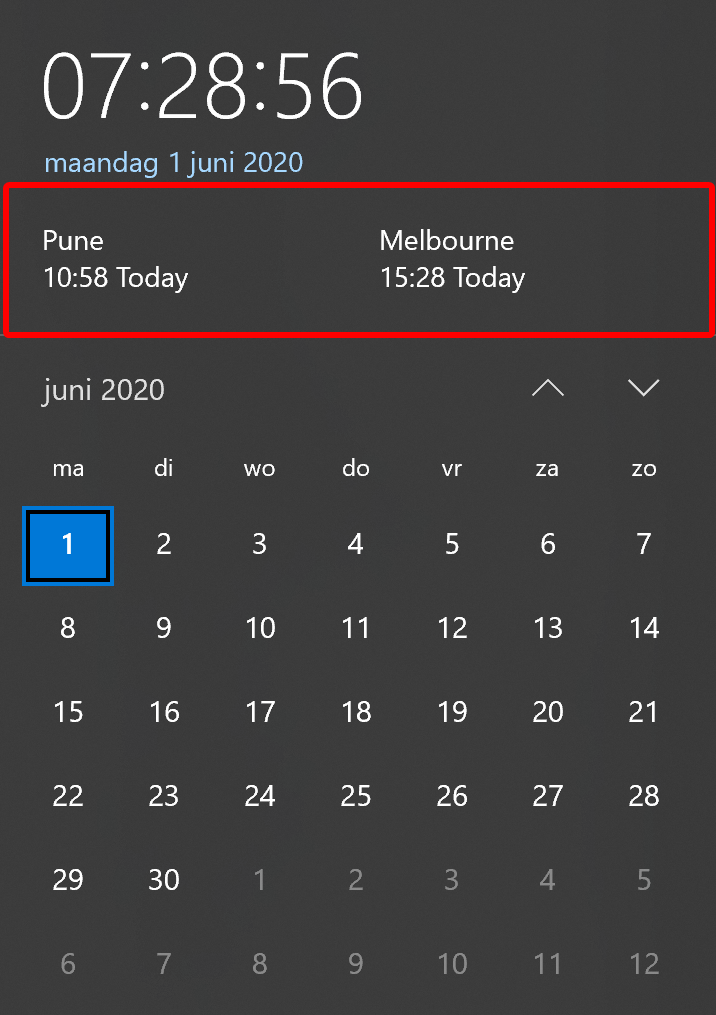 07:28:56
maandag 1 juni 2020
Pune Melbourne
10:58 Today 15:28 Today
juni 2020
ma di wo do vr za zo
1 2 3 4 5 6 7
8 9 10 11 12 13 14
15 16 17 18 19 20 21
22 23 24 25 26 27 28
29 30 1 2 3 4 5
6 7 8 9 10 11 12